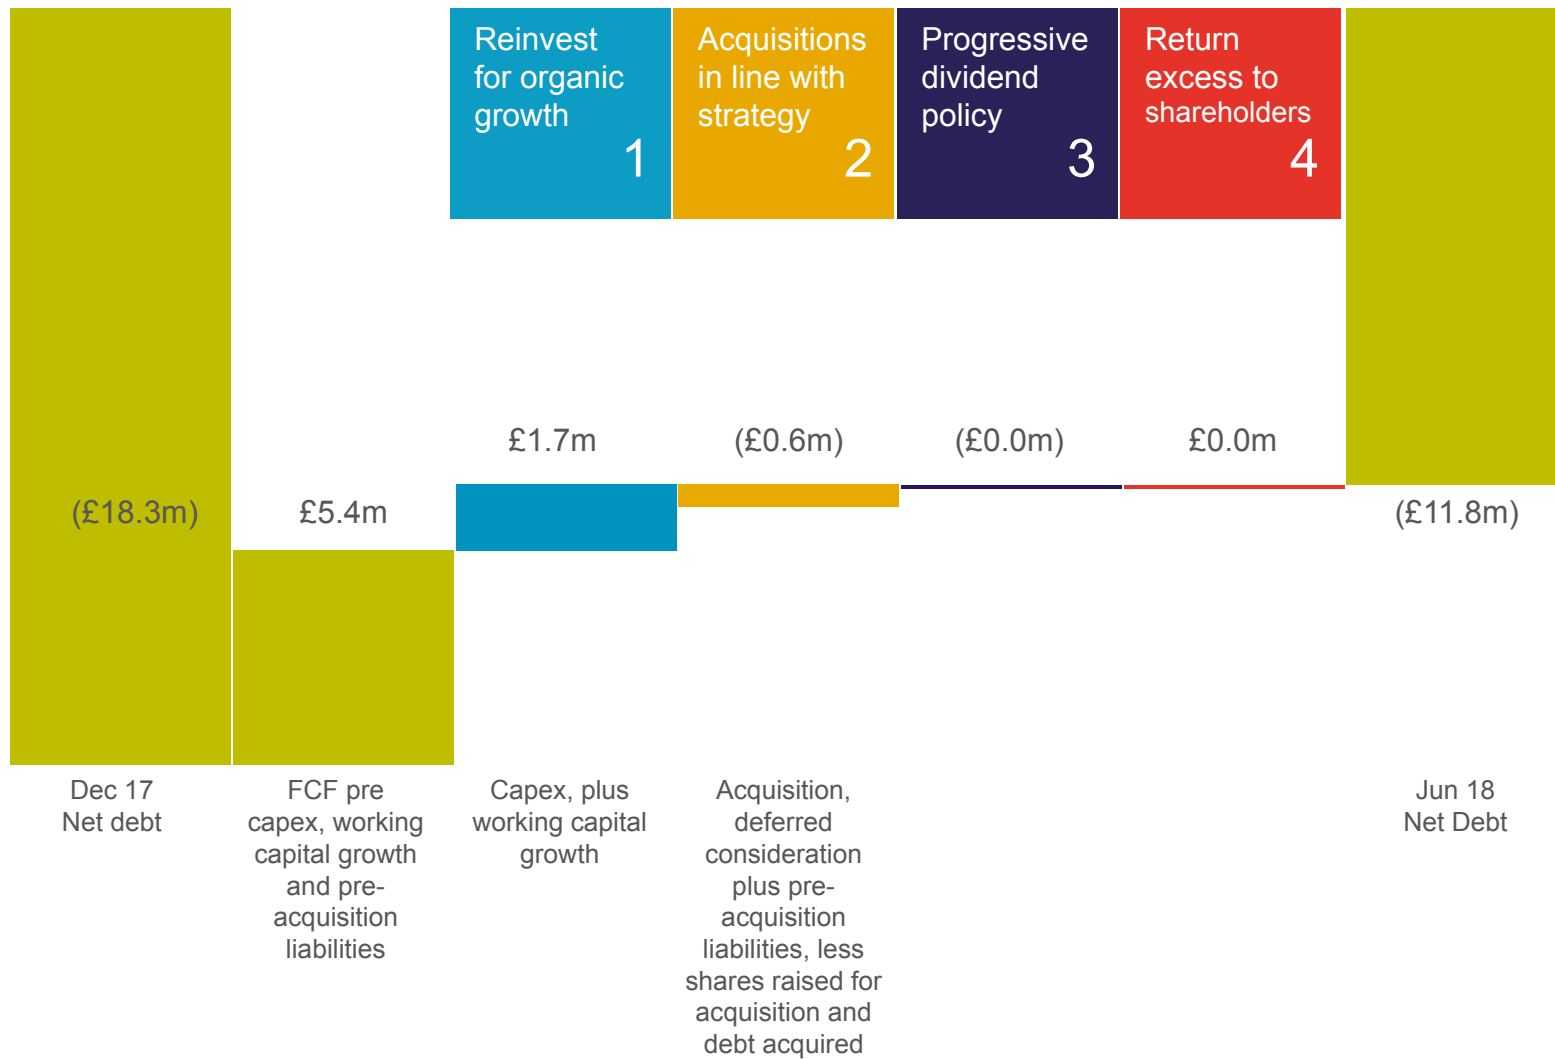 Reinvest
for organic
growth
1
Acquisitions
in line with
strategy
2
Progressive
dividend
policy
3
Return
excess to
shareholders
4
(£18.3m)
£5.4m
£1.7m
(£0.6m)
(£0.0m)
£0.0m
(£11.8m)
Dec 17
Net debt
FCF pre
capex, working
capital growth
and pre-
acquisition
liabilities
Capex, plus
working capital
growth
Acquisition,
deferred
consideration
plus pre-
acquisition
liabilities, less
shares raised for
acquisition and
debt acquired
Jun 18
Net Debt